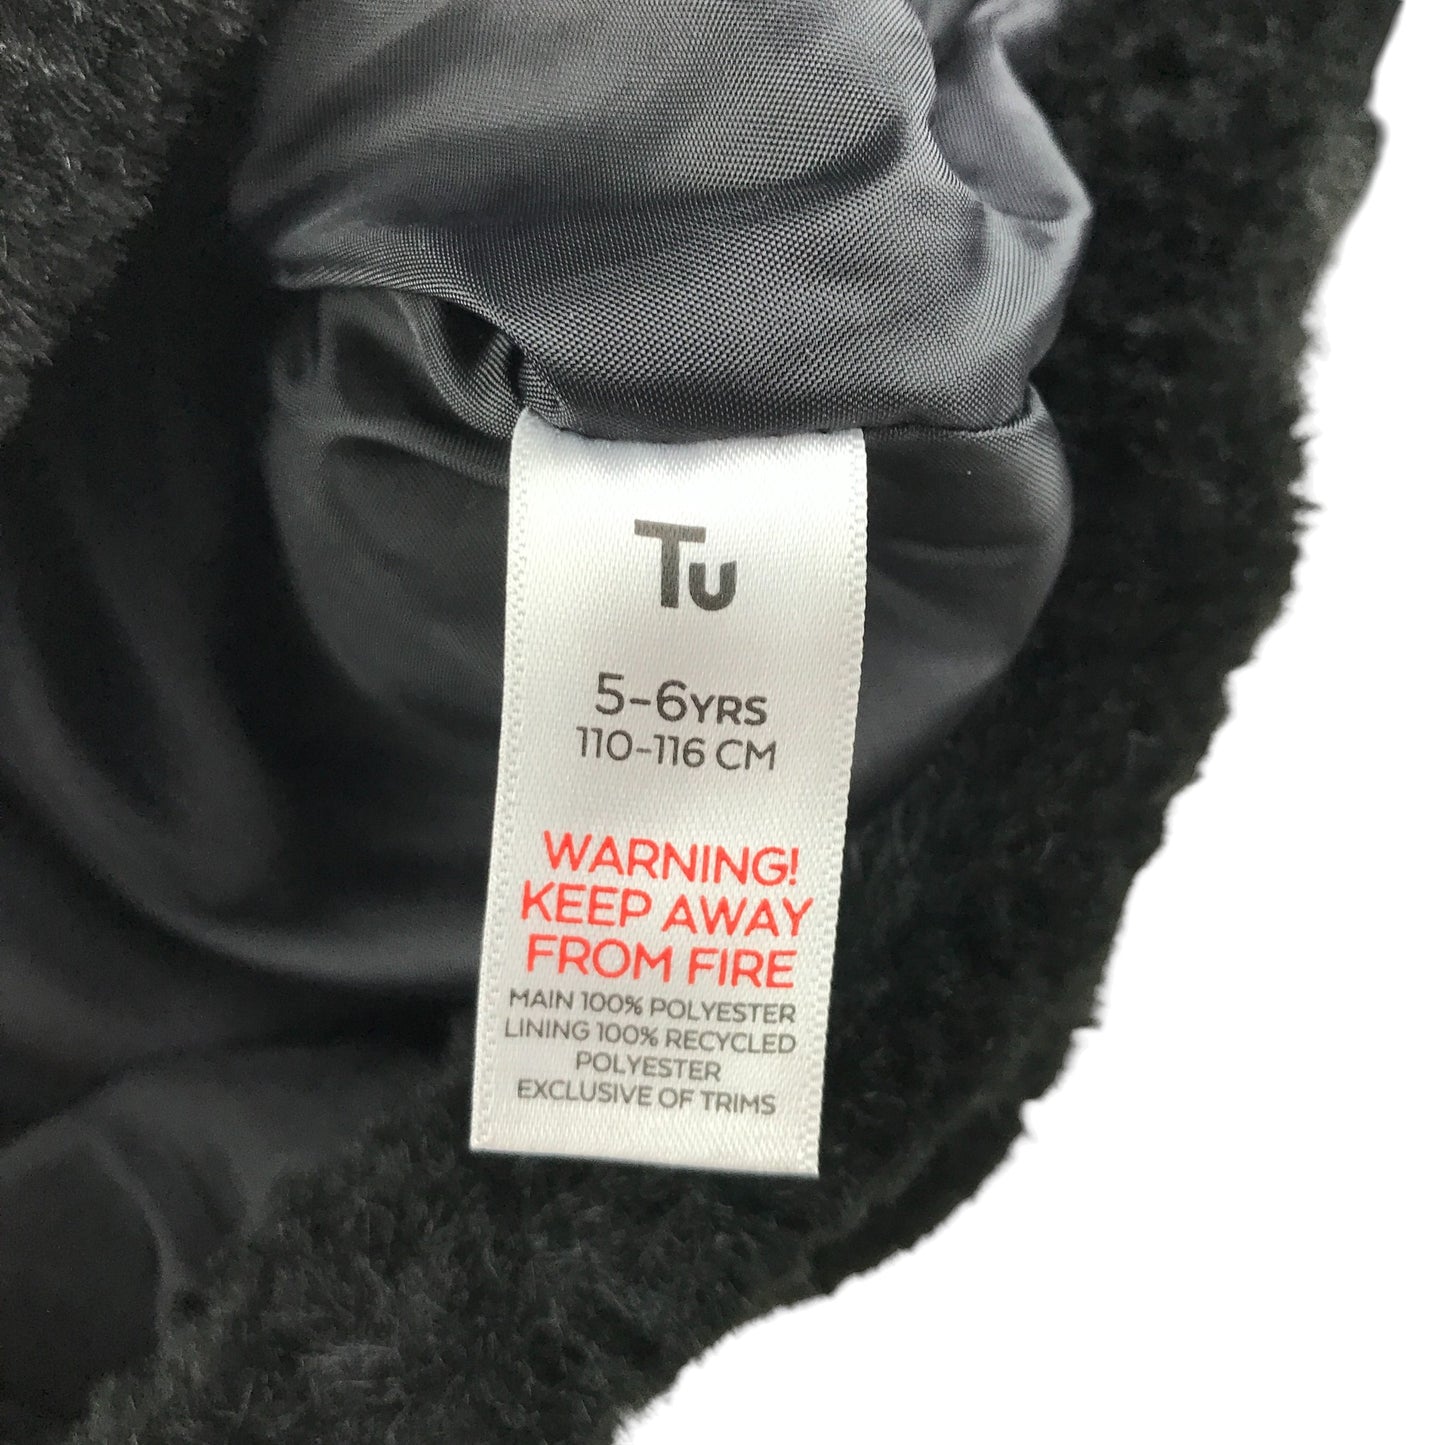 Tu
5-6YRS
110-116 CM
WARNING!
KEEP AWAY
FROM FIRE
MAIN 100% POLYESTER
LINING 100% RECYCLED
POLYESTER
EXCLUSIVE OF TRIMS